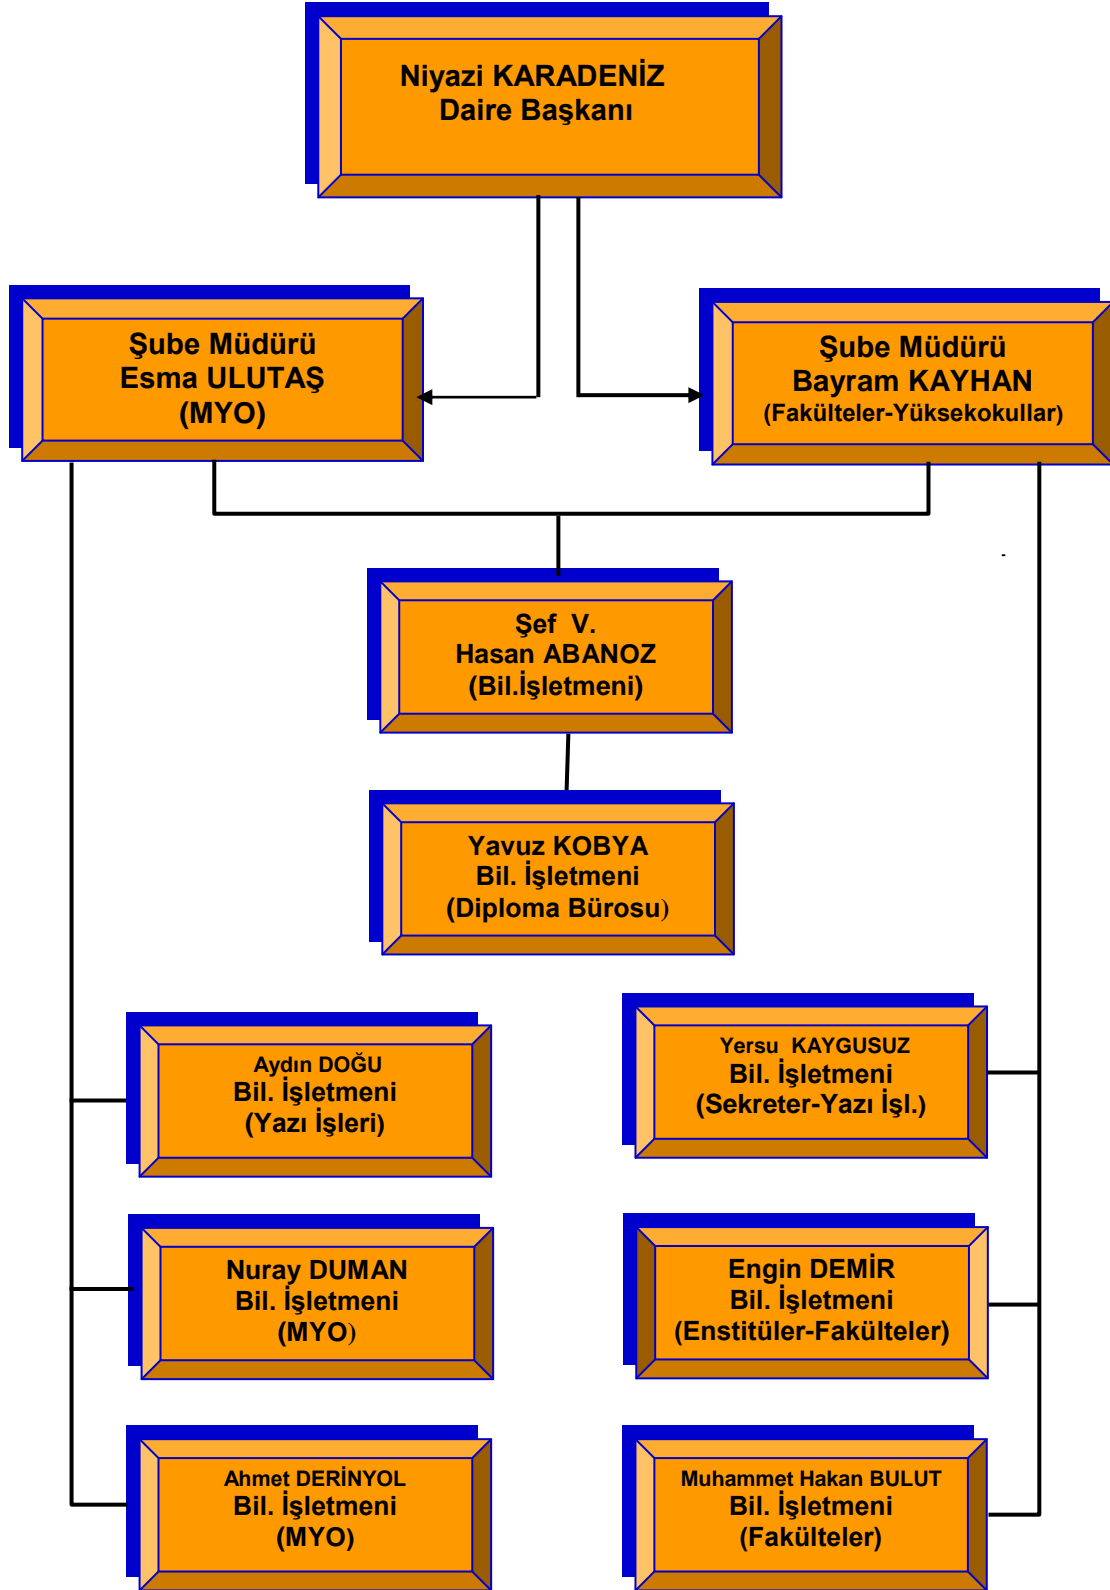 Niyazi KARADENİZ
Daire Başkanı
Şube Müdürü
Esma ULUTAŞ
(MYO)
Şube Müdürü
Bayram KAYHAN
(Fakülteler-Yüksekokullar)
-
Şef  V.
Hasan ABANOZ
(Bil.İşletmeni)
Yavuz KOBYA
Bil. İşletmeni
(Diploma Bürosu)
Aydın DOĞU
Bil. İşletmeni
(Yazı İşleri)
Yersu  KAYGUSUZ
Bil. İşletmeni
(Sekreter-Yazı İşl.)
Nuray DUMAN
Bil. İşletmeni
(MYO)
Engin DEMİR
Bil. İşletmeni
(Enstitüler-Fakülteler)
Ahmet DERİNYOL
Bil. İşletmeni
(MYO)
Muhammet Hakan BULUT
Bil. İşletmeni
(Fakülteler)